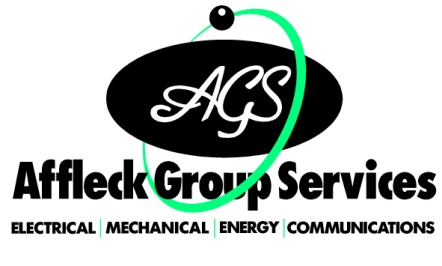 AGS
Affleck Group Services
ELECTRICAL | MECHANICAL | ENERGY | COMMUNICATIONS